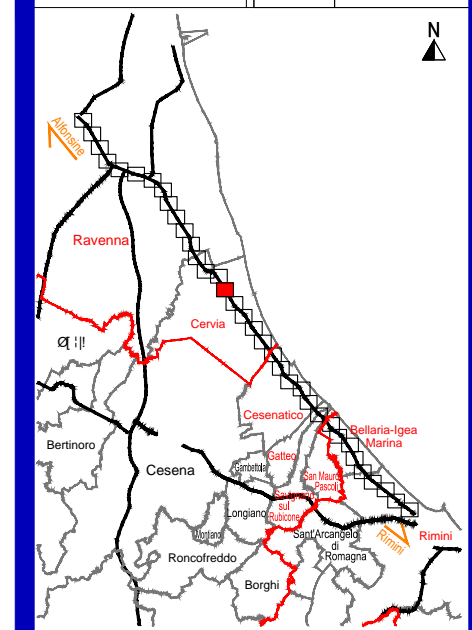 N
Alfonsine
Ravenna
Cervia
Cesenatico
Bellaria-Igea
Marina
Bertinoro
Gatteo
Gambettola
Cesena
San Mauro
Pascoli
Savignano
sul
Rubicone
Longiano
Montiano
Sant'Arcangelo
di
Romagna
Rimini
Rimini
Roncofreddo
Borghi